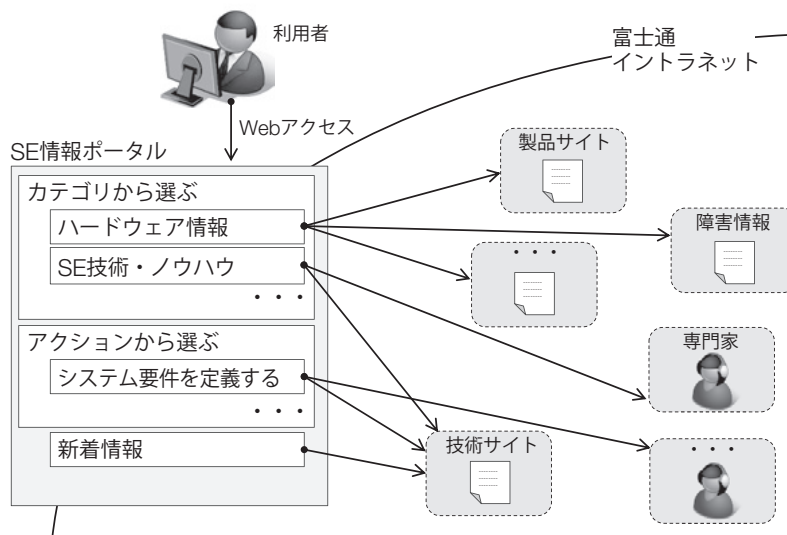 利用者
富士通
イントラネット
Webアクセス
SE情報ポータル
製品サイト
カテゴリから選ぶ
ハードウェア情報
障害情報
SE技術・ノウハウ
・・・
・・・
アクションから選ぶ
専門家
システム要件を定義する
・・・
新着情報
技術サイト
・・・